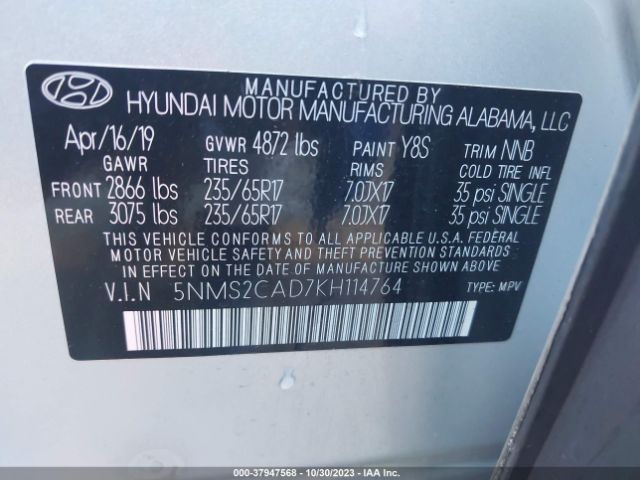 MANUFACTURED BY
HYUNDAI MOTOR MANUFACTURING ALABAMA, LLC
Apr/16/19 GVWR 4872 lbs PAINT Y8S TRIM NNB
GAWR TIRES RIMS COLD TIRE INFL
FRONT 2866 lbs 235/65R17 7.0JX17 35 psi SINGLE
REAR 3075 lbs 235/65R17 7.0JX17 35 psi SINGLE
THIS VEHICLE CONFORMS TO ALL APPLICABLE U.S.A. FEDERAL
MOTOR VEHICLE SAFETY AND THEFT PREVENTION STANDARDS
IN EFFECT ON THE DATE OF MANUFACTURE SHOWN ABOVE.
V.I.N 5NMS2CAD7KH114764 TYPE: MPV
000-37947568 - 10/30/2023 - IAA Inc.